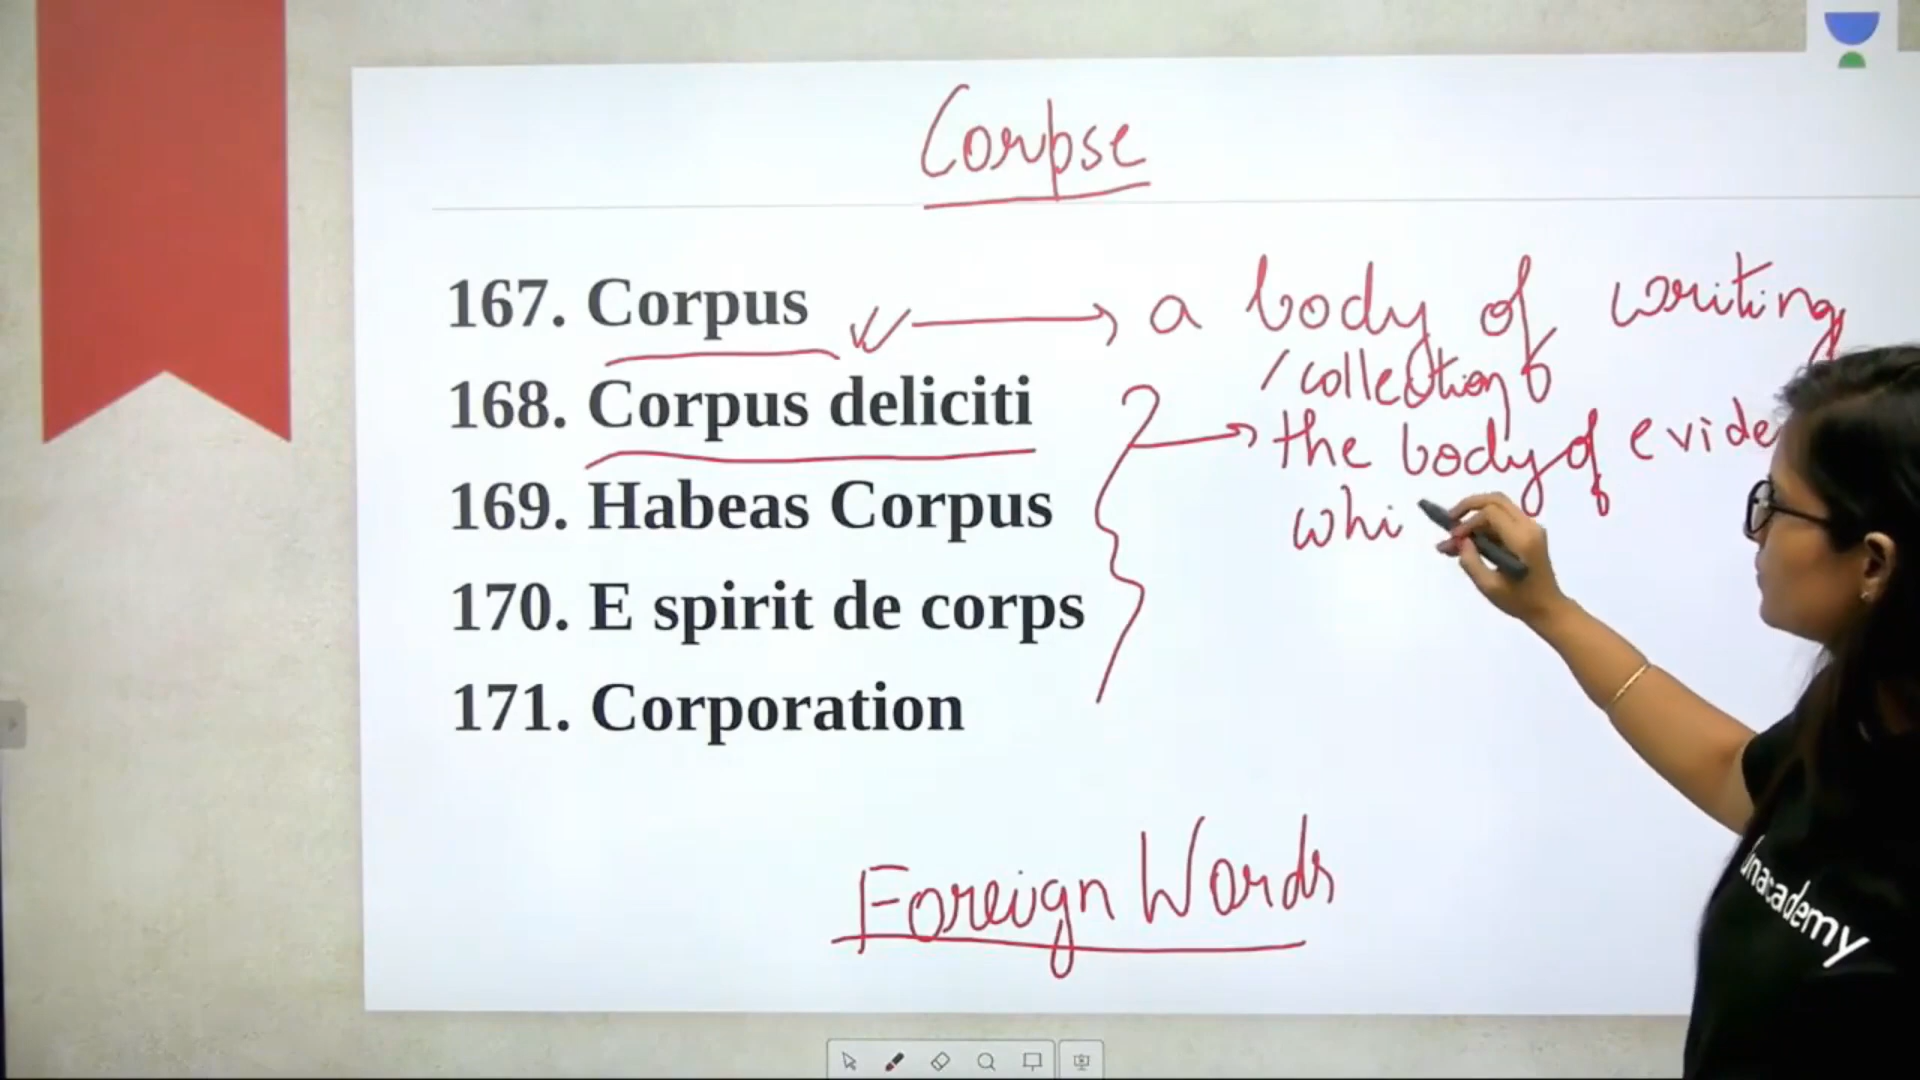 Corpse
167. Corpus
a body of writing
/collection
168. Corpus deliciti
the body of evide
169. Habeas Corpus
whi
170. E spirit de corps
171. Corporation
Foreign Words
unacademy